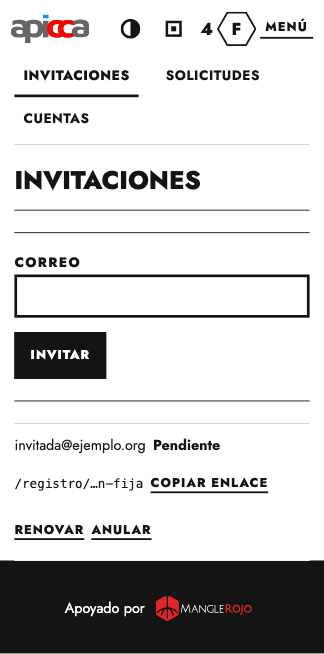 apicca 4 F MENÚ
INVITACIONES SOLICITUDES
CUENTAS
INVITACIONES
CORREO
INVITAR
invitada@ejemplo.org Pendiente
/registro/…n-fija COPIAR ENLACE
RENOVAR ANULAR
Apoyado por MANGLEROJO